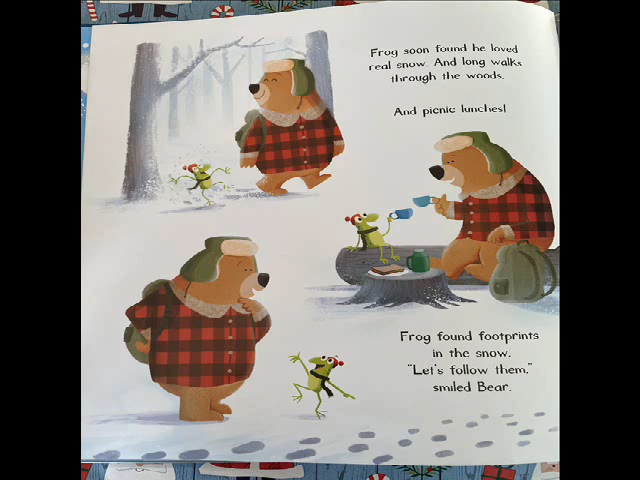 Frog soon found he loved
real snow. And long walks
through the woods.
And picnic lunches!
Frog found footprints
in the snow.
"Let's follow them,"
smiled Bear.